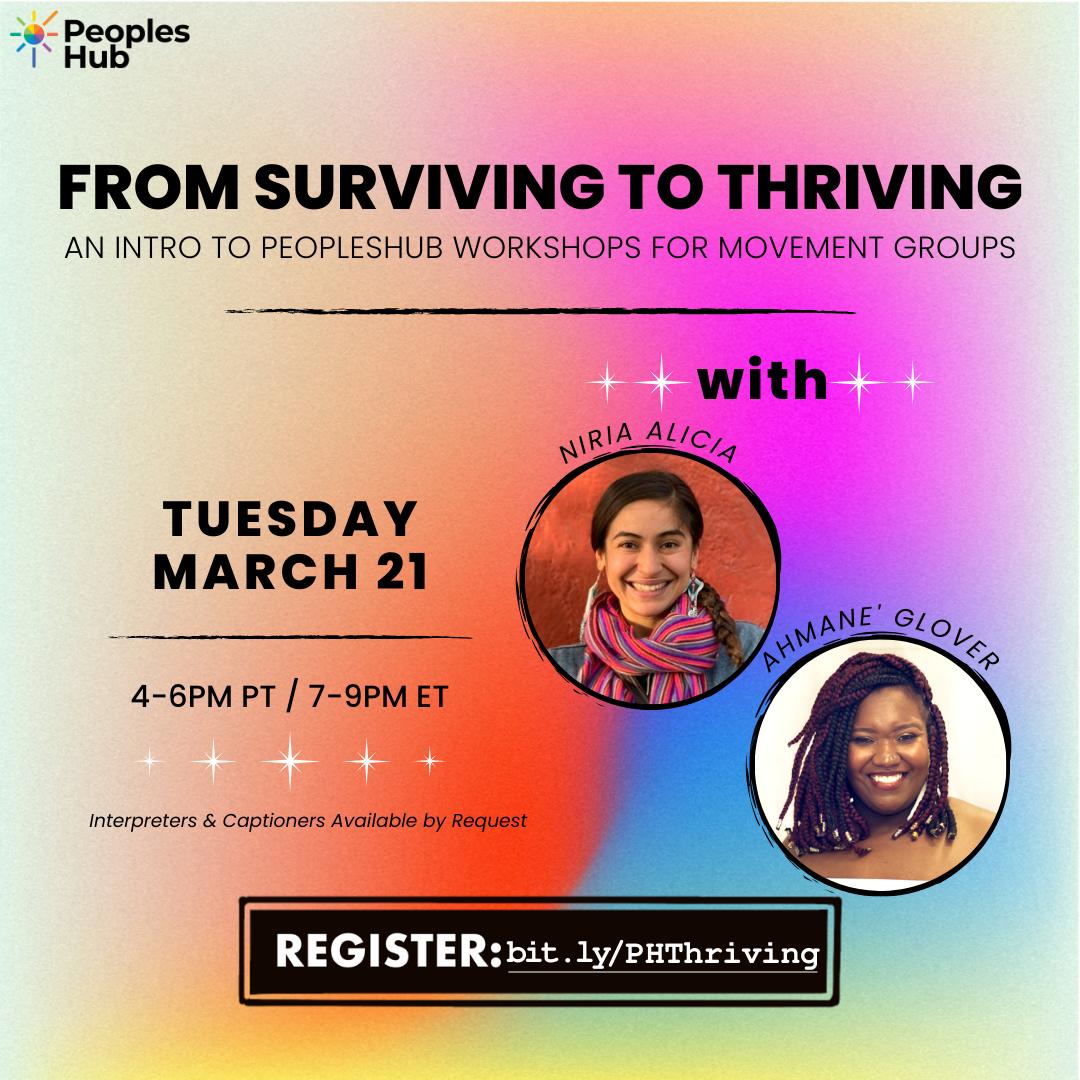 Peoples
Hub
FROM SURVIVING TO THRIVING
AN INTRO TO PEOPLESHUB WORKSHOPS FOR MOVEMENT GROUPS
with
NIRIA ALICIA
TUESDAY
MARCH 21
AHMANE' GLOVER
4-6PM PT / 7-9PM ET
Interpreters & Captioners Available by Request
REGISTER: bit.ly/PHThriving